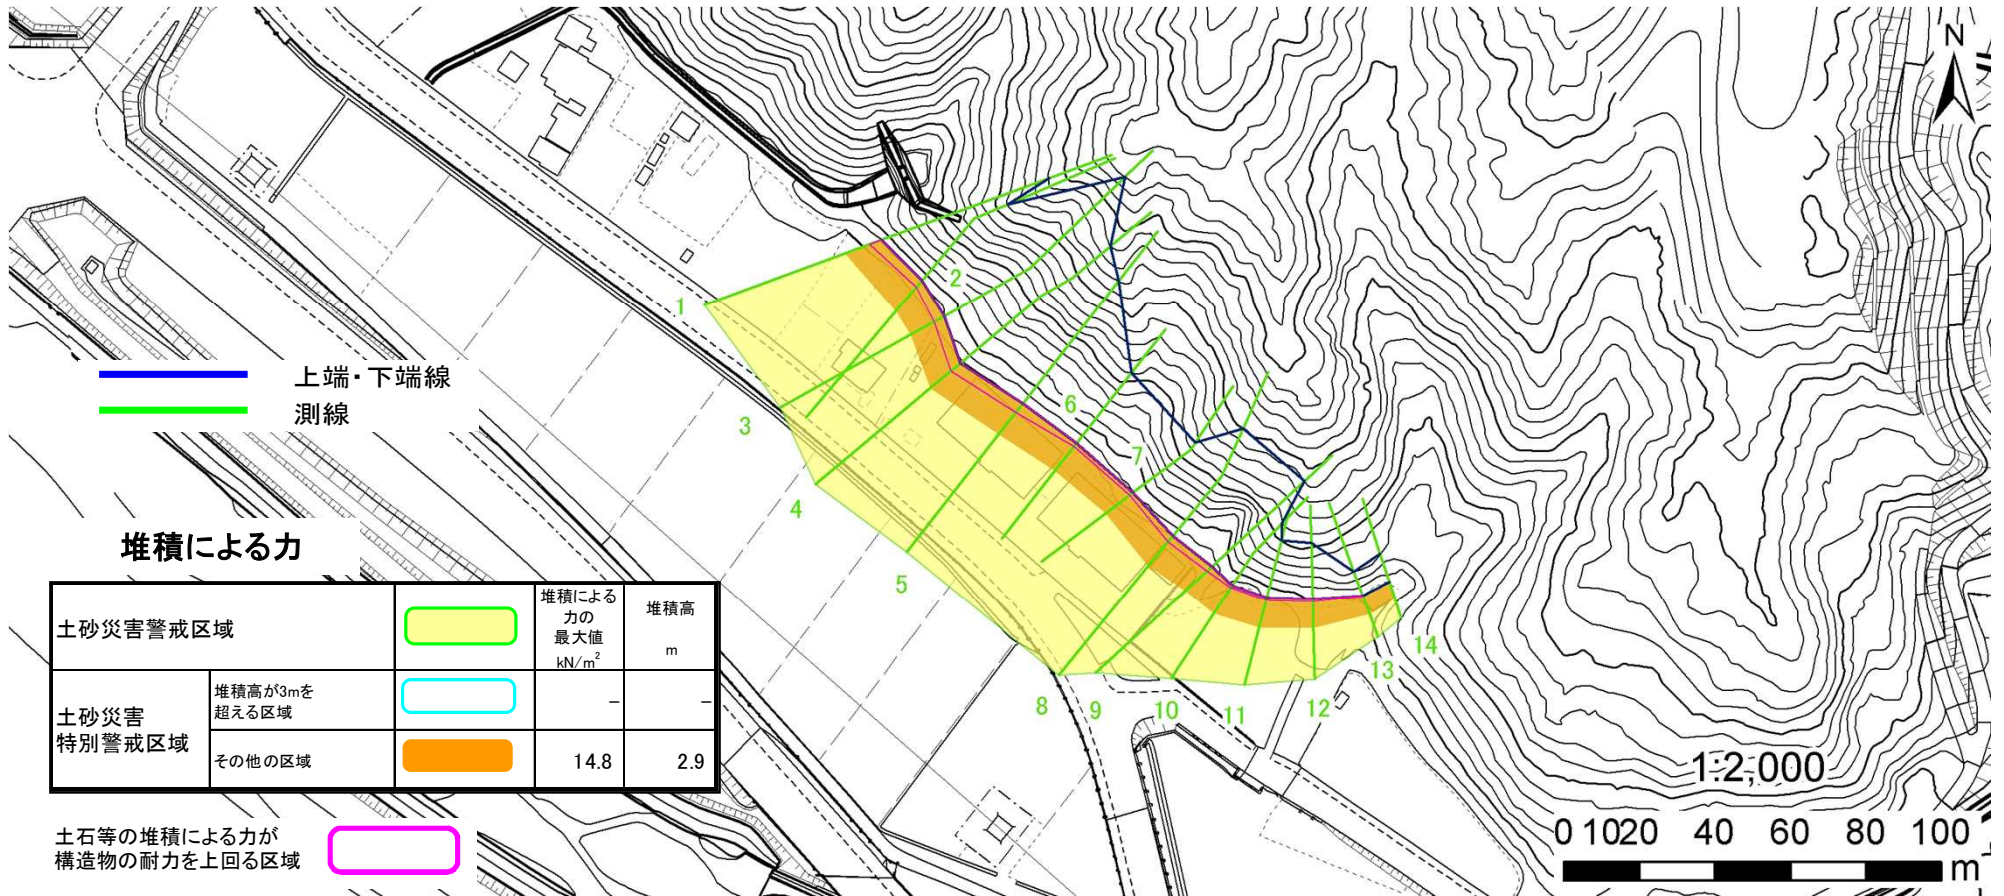 N
1
2
3
4
5
6
7
8
9
10
11
12
13
14
上端・下端線
測線
堆積による力
堆積による
力の
最大値
kN/m²
堆積高
m
土砂災害警戒区域
土砂災害
特別警戒区域
堆積高が3mを
超える区域
－
－
その他の区域
14.8
2.9
土石等の堆積による力が
構造物の耐力を上回る区域
1:2,000
0 10 20 40 60 80 100
m